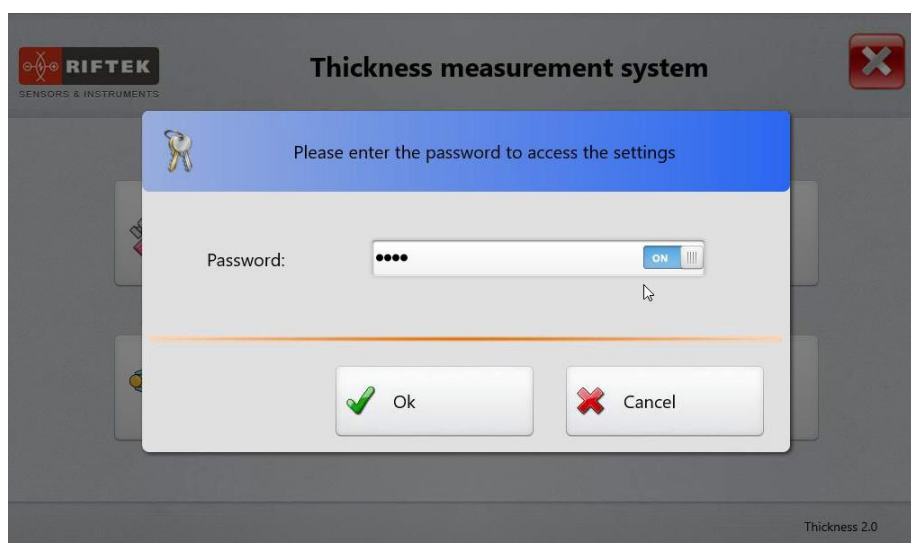 RIFTEK
SENSORS & INSTRUMENTS
Thickness measurement system
Please enter the password to access the settings
Password:
••••
ON
Ok
Cancel
Thickness 2.0